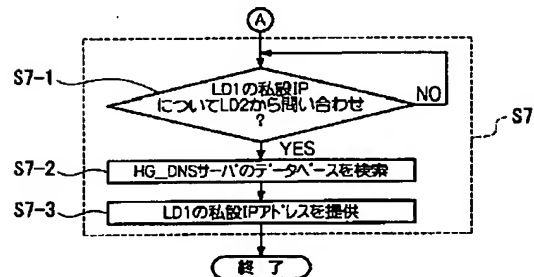 A
S7-1
LD1の私設IP
についてLD2から問い合わせ
?
NO
S7
YES
S7-2
HG_DNSサーバのデータベースを検索
S7-3
LD1の私設IPアドレスを提供
終了